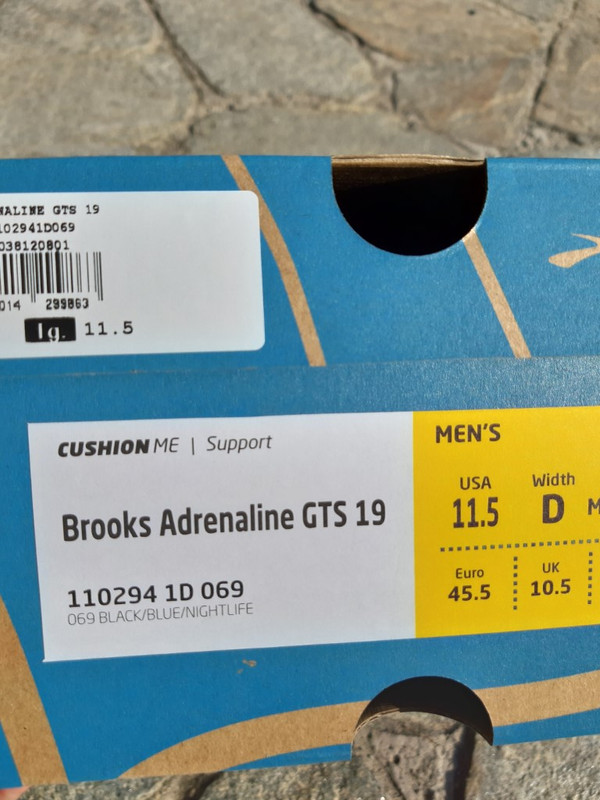 NALINE GTS 19
1102941D069
038120801
014 299863
lg. 11.5
CUSHION ME | Support
Brooks Adrenaline GTS 19
110294 1D 069
069 BLACK/BLUE/NIGHTLIFE
MEN'S
USA Width
11.5 D M
Euro UK
45.5 10.5